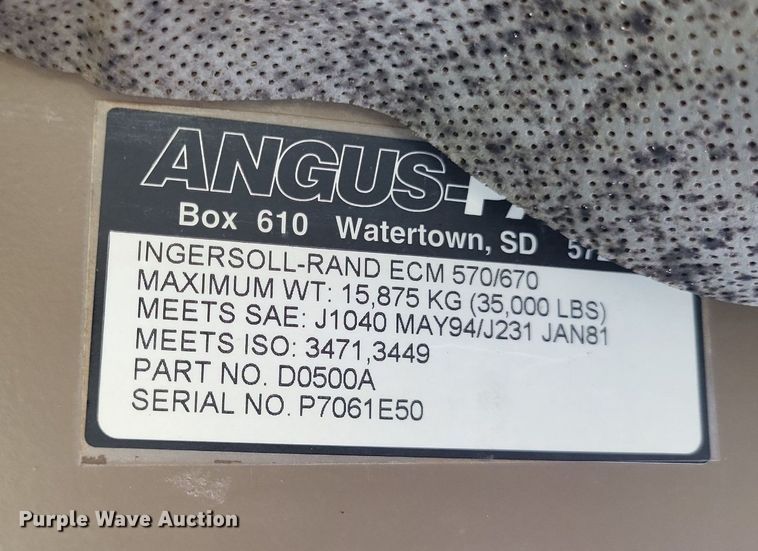 ANGUS-
Box 610 Watertown, SD
INGERSOLL-RAND ECM 570/670
MAXIMUM WT: 15,875 KG (35,000 LBS)
MEETS SAE: J1040 MAY94/J231 JAN81
MEETS ISO: 3471,3449
PART NO. D0500A
SERIAL NO. P7061E50
Purple Wave Auction